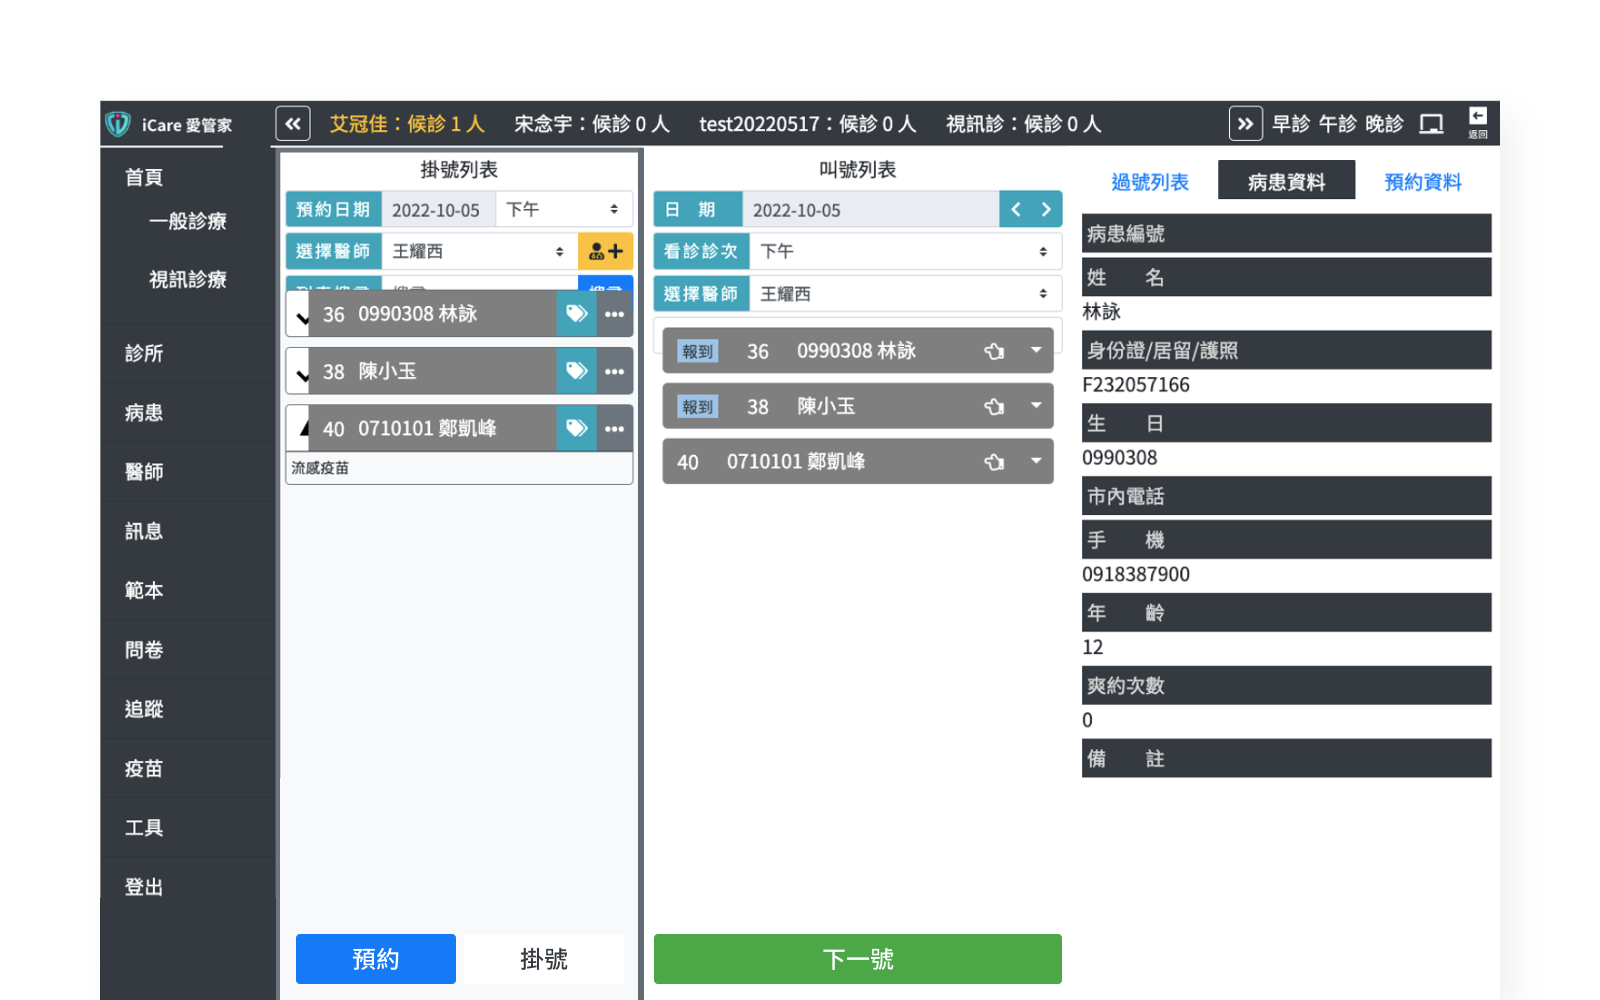 iCare 愛管家
艾冠佳：候診 1 人
宋念宇：候診 0 人
test20220517：候診 0 人
視訊診：候診 0 人
早診 午診 晚診
返回
首頁
一般診療
視訊診療
診所
病患
醫師
訊息
範本
問卷
追蹤
疫苗
工具
登出
掛號列表
預約日期 2022-10-05 下午
選擇醫師 王耀西
36 0990308 林詠
38 陳小玉
40 0710101 鄭凱峰
流感疫苗
預約 掛號
叫號列表
日 期 2022-10-05
看診診次 下午
選擇醫師 王耀西
報到 36 0990308 林詠
報到 38 陳小玉
40 0710101 鄭凱峰
下一號
過號列表 病患資料 預約資料
病患編號
姓 名
林詠
身份證/居留/護照
F232057166
生 日
0990308
市內電話
手 機
0918387900
年 齡
12
爽約次數
0
備 註